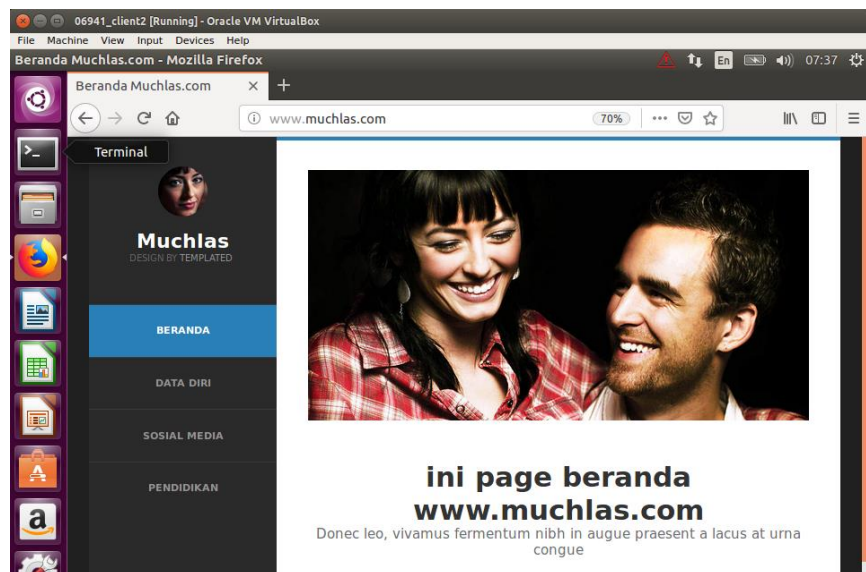 06941_client2 [Running] - Oracle VM VirtualBox
File Machine View Input Devices Help
Beranda Muchlas.com - Mozilla Firefox
En
07:37
Beranda Muchlas.com
www.muchlas.com
70%
Terminal
Muchlas
DESIGN BY TEMPLATED
BERANDA
DATA DIRI
SOSIAL MEDIA
PENDIDIKAN
ini page beranda
www.muchlas.com
Donec leo, vivamus fermentum nibh in augue praesent a lacus at urna
congue